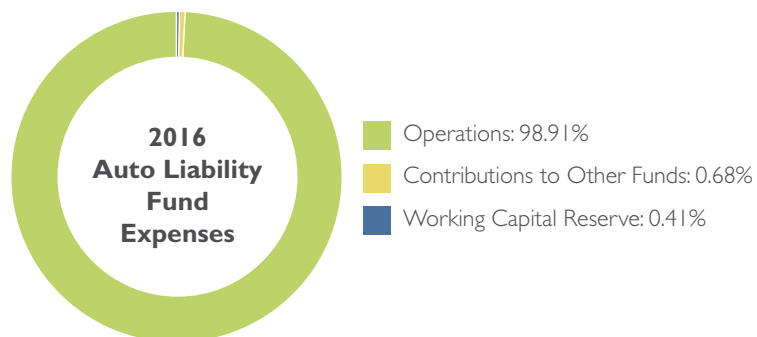 2016
Auto Liability
Fund
Expenses
Operations: 98.91%
Contributions to Other Funds: 0.68%
Working Capital Reserve: 0.41%